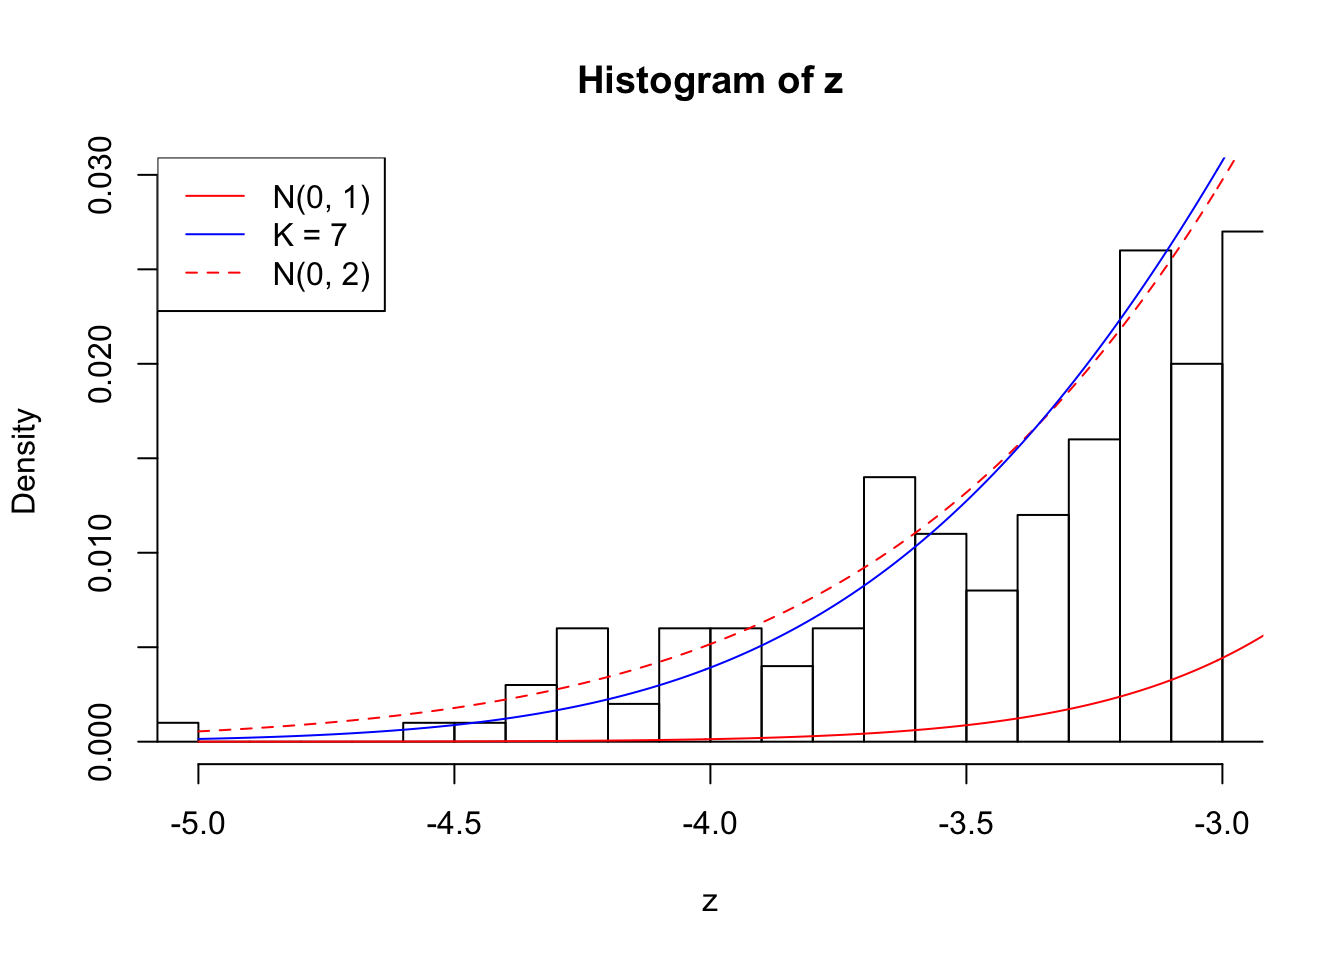 Histogram of z
N(0, 1)
K = 7
N(0, 2)
Density
0.030
0.020
0.010
0.000
-5.0 -4.5 -4.0 -3.5 -3.0
z